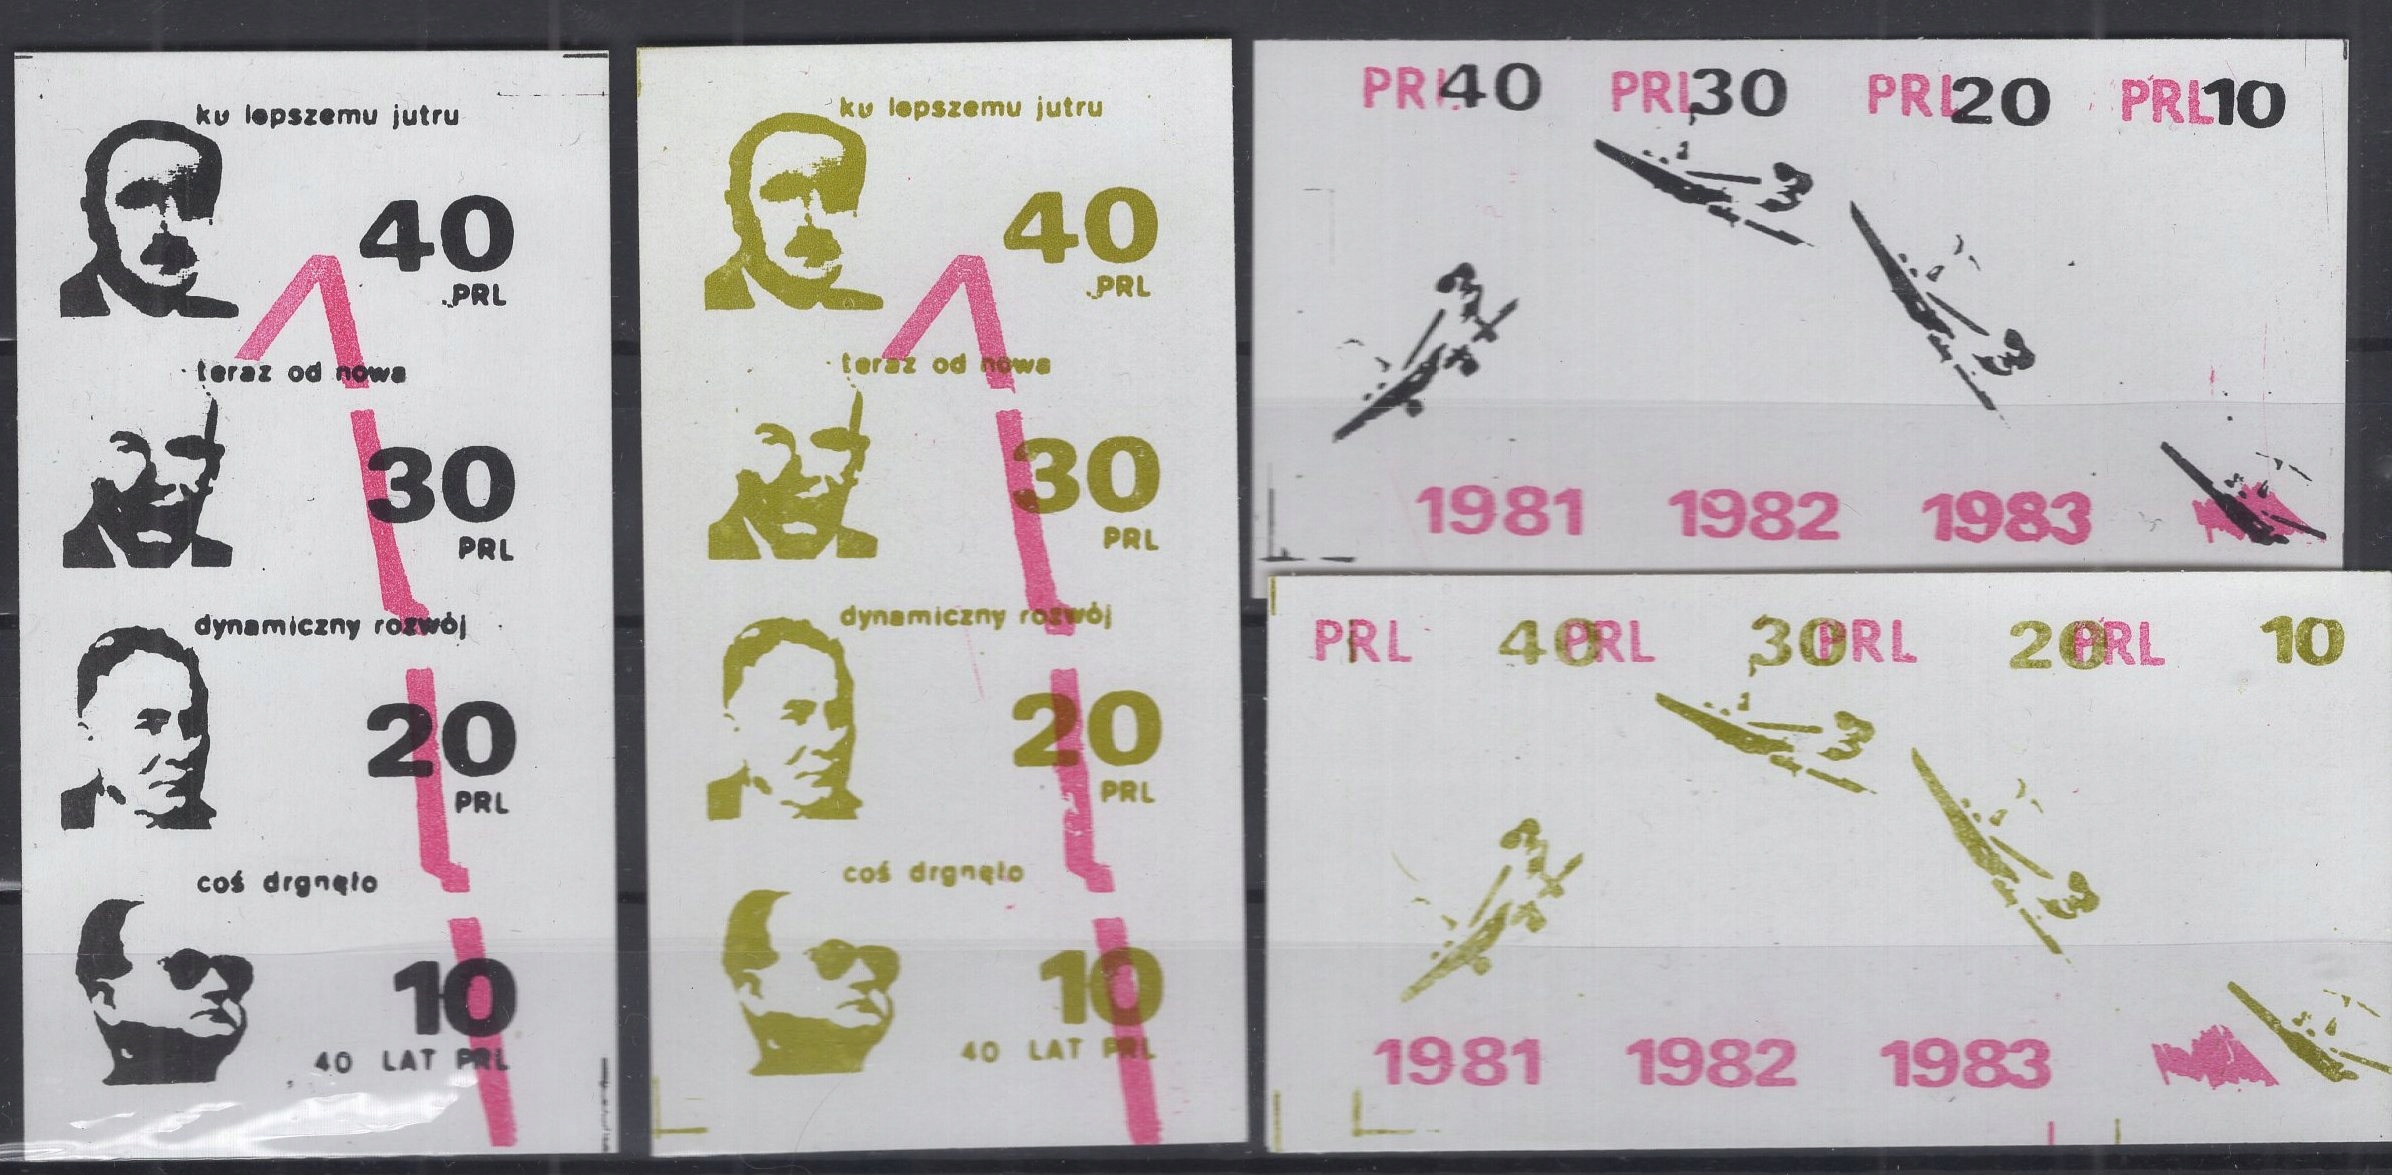 ku lepszemu jutru
40
PRL
teraz od nowa
30
PRL
dynamiczny rozwój
20
PRL
coś drgnęło
10
40 LAT PRL
ku lepszemu jutru
40
PRL
teraz od nowa
30
PRL
dynamiczny rozwój
20
PRL
coś drgnęło
10
40 LAT PRL
PRL 40 PRL 30 PRL 20 PRL 10
1981 1982 1983
PRL 40 PRL 30 PRL 20 PRL 10
1981 1982 1983